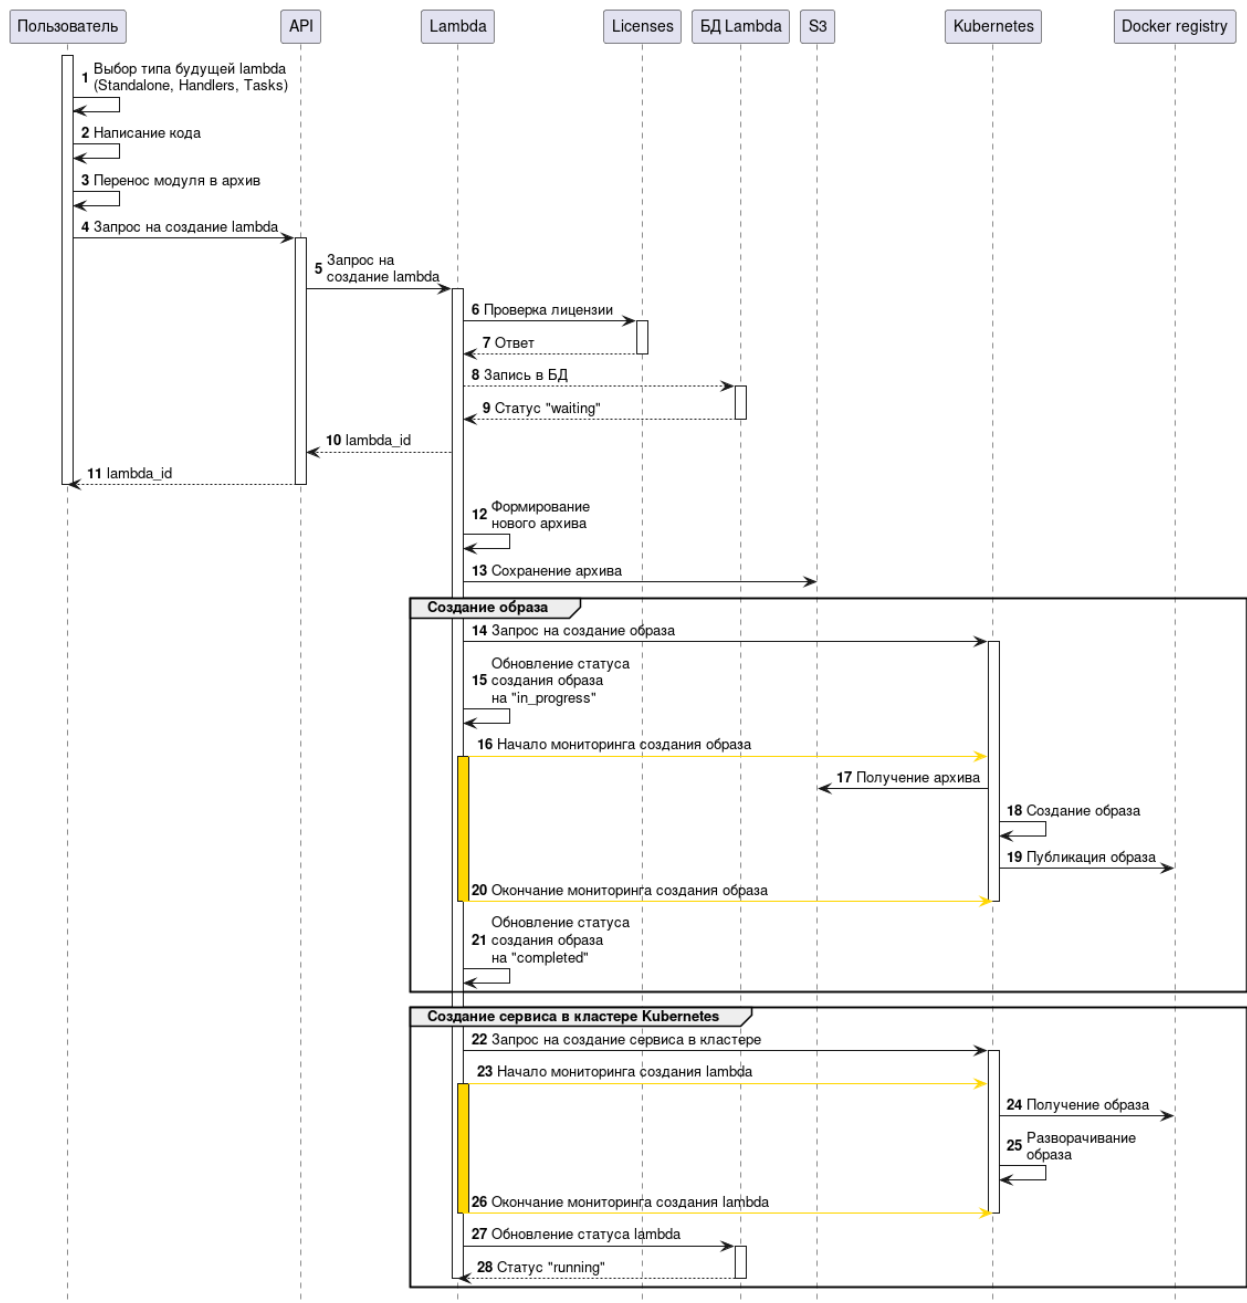 Пользователь API Lambda Licenses БД Lambda S3 Kubernetes Docker registry
1 Выбор типа будущей lambda
(Standalone, Handlers, Tasks)
2 Написание кода
3 Перенос модуля в архив
4 Запрос на создание lambda
5 Запрос на
создание lambda
6 Проверка лицензии
7 Ответ
8 Запись в БД
9 Статус "waiting"
10 lambda_id
11 lambda_id
12 Формирование
нового архива
13 Сохранение архива
Создание образа
14 Запрос на создание образа
15 Обновление статуса
создания образа
на "in_progress"
16 Начало мониторинга создания образа
17 Получение архива
18 Создание образа
19 Публикация образа
20 Окончание мониторинга создания образа
21 Обновление статуса
создания образа
на "completed"
Создание сервиса в кластере Kubernetes
22 Запрос на создание сервиса в кластере
23 Начало мониторинга создания lambda
24 Получение образа
25 Разворачивание
образа
26 Окончание мониторинга создания lambda
27 Обновление статуса lambda
28 Статус "running"